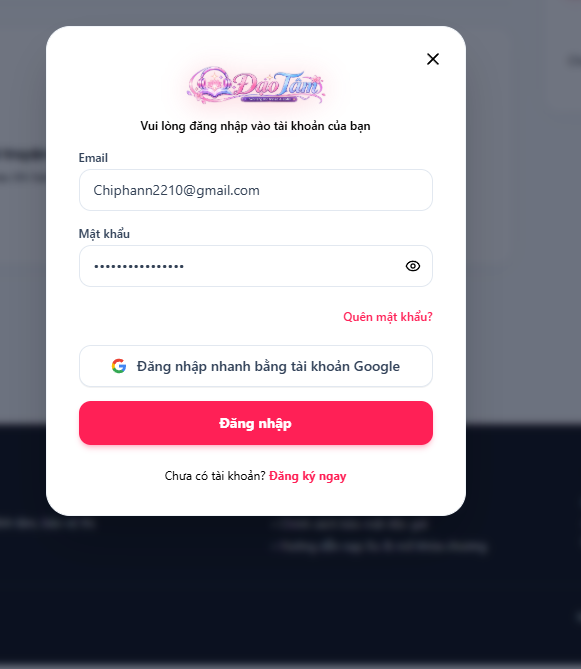 Đạo Tâm
Vui lòng đăng nhập vào tài khoản của bạn
Email
Chiphann2210@gmail.com
Mật khẩu
••••••••••••••••
Quên mật khẩu?
Đăng nhập nhanh bằng tài khoản Google
Đăng nhập
Chưa có tài khoản? Đăng ký ngay